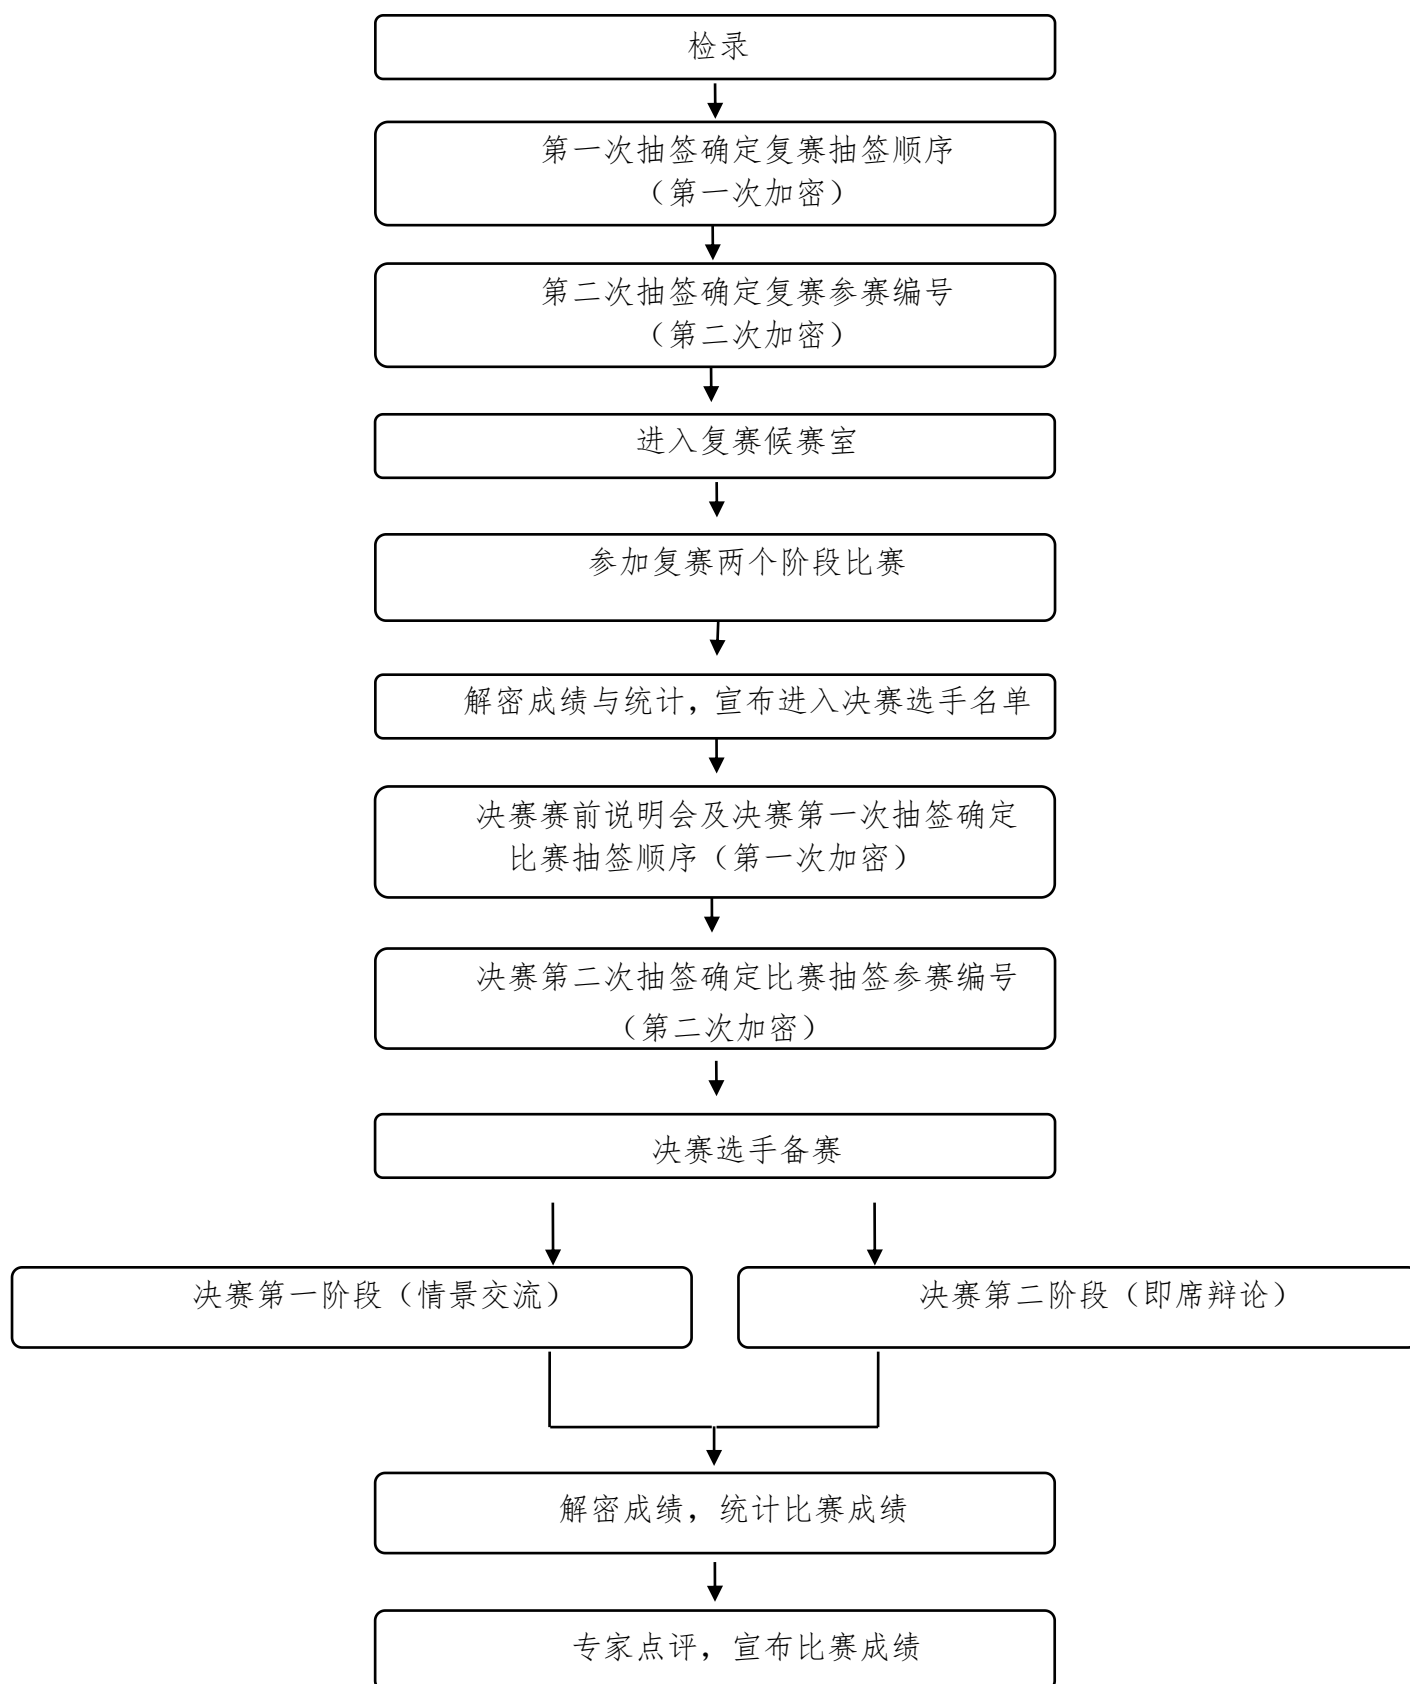 检录
第一次抽签确定复赛抽签顺序
（第一次加密）
第二次抽签确定复赛参赛编号
（第二次加密）
进入复赛候赛室
参加复赛两个阶段比赛
解密成绩与统计，宣布进入决赛选手名单
决赛赛前说明会及决赛第一次抽签确定
比赛抽签顺序（第一次加密）
决赛第二次抽签确定比赛抽签参赛编号
（第二次加密）
决赛选手备赛
决赛第一阶段（情景交流）
决赛第二阶段（即席辩论）
解密成绩，统计比赛成绩
专家点评，宣布比赛成绩